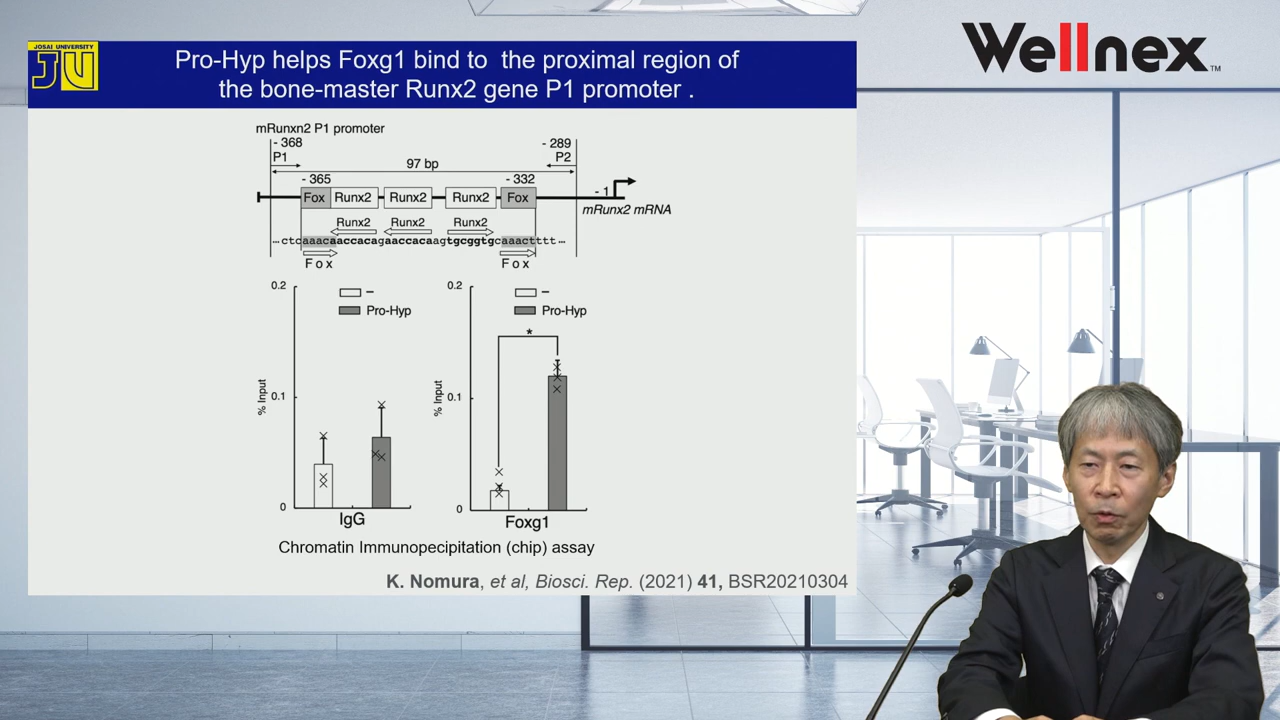 JOSAI UNIVERSITY
JU
Wellnex™
Pro-Hyp helps Foxg1 bind to the proximal region of
the bone-master Runx2 gene P1 promoter .
mRunxn2 P1 promoter
- 368
- 289
P1
P2
97 bp
- 365
- 332
- 1
Fox Runx2 Runx2 Runx2 Fox
mRunx2 mRNA
Runx2 Runx2 Runx2
...ctcaaacaaaccacagaaccacaagtgcggtgcaaactttt...
Fox Fox
0.2
–
Pro-Hyp
0.1
% Input
0
IgG
0.2
–
Pro-Hyp
*
0.1
% Input
0
Foxg1
Chromatin Immunopecipitation (chip) assay
K. Nomura, et al, Biosci. Rep. (2021) 41, BSR20210304